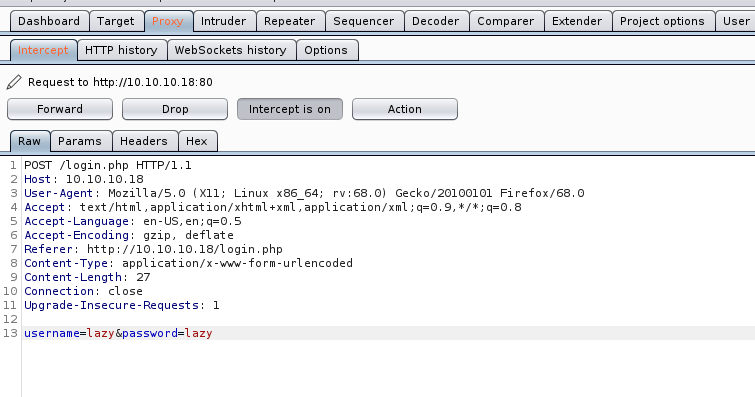 Dashboard Target Proxy Intruder Repeater Sequencer Decoder Comparer Extender Project options User
Intercept HTTP history WebSockets history Options
Request to http://10.10.10.18:80
Forward Drop Intercept is on Action
Raw Params Headers Hex
1 POST /login.php HTTP/1.1
2 Host: 10.10.10.18
3 User-Agent: Mozilla/5.0 (X11; Linux x86_64; rv:68.0) Gecko/20100101 Firefox/68.0
4 Accept: text/html,application/xhtml+xml,application/xml;q=0.9,*/*;q=0.8
5 Accept-Language: en-US,en;q=0.5
6 Accept-Encoding: gzip, deflate
7 Referer: http://10.10.10.18/login.php
8 Content-Type: application/x-www-form-urlencoded
9 Content-Length: 27
10 Connection: close
11 Upgrade-Insecure-Requests: 1
12
13 username=lazy&password=lazy